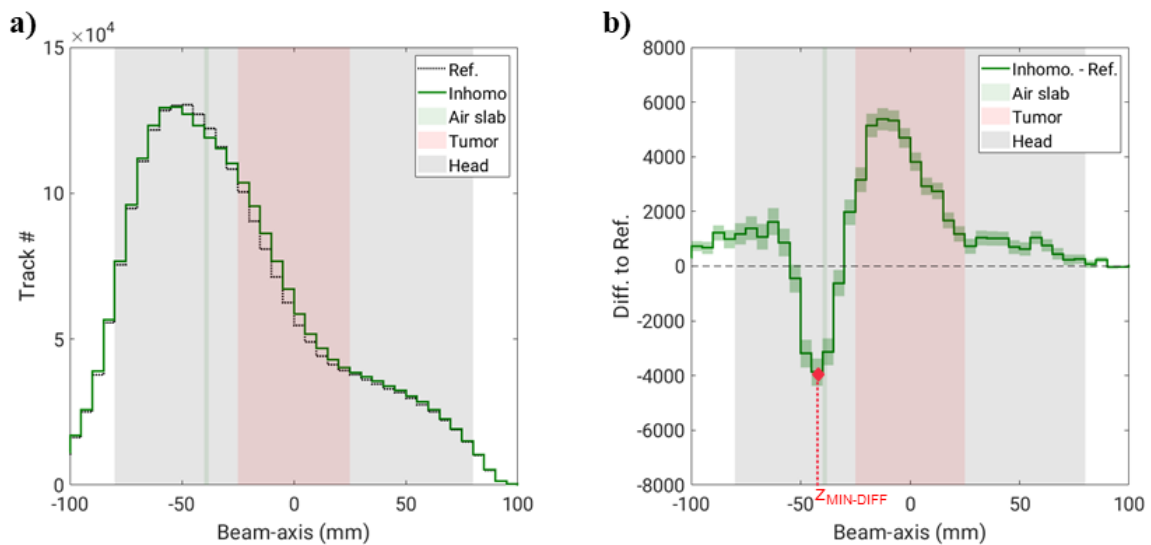 a)
×10⁴
15
10
5
0
-100
-50
0
50
100
Track #
Beam-axis (mm)
Ref.
Inhomo
Air slab
Tumor
Head
b)
8000
6000
4000
2000
0
-2000
-4000
-6000
-8000
-100
-50
0
50
100
Diff. to Ref.
Beam-axis (mm)
Inhomo. - Ref.
Air slab
Tumor
Head
Z_MIN-DIFF